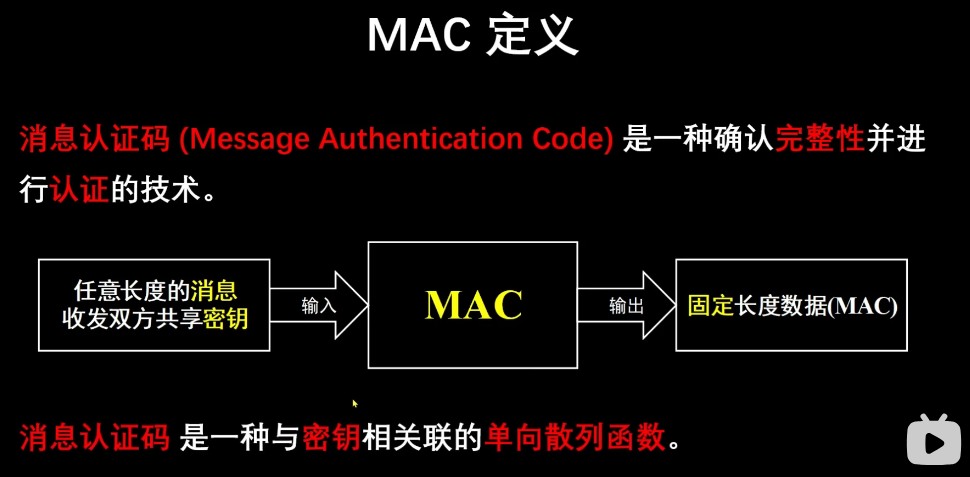 MAC 定义
消息认证码 (Message Authentication Code) 是一种确认完整性并进
行认证的技术。
任意长度的消息
收发双方共享密钥
输入
MAC
输出
固定长度数据(MAC)
消息认证码 是一种与密钥相关联的单向散列函数。